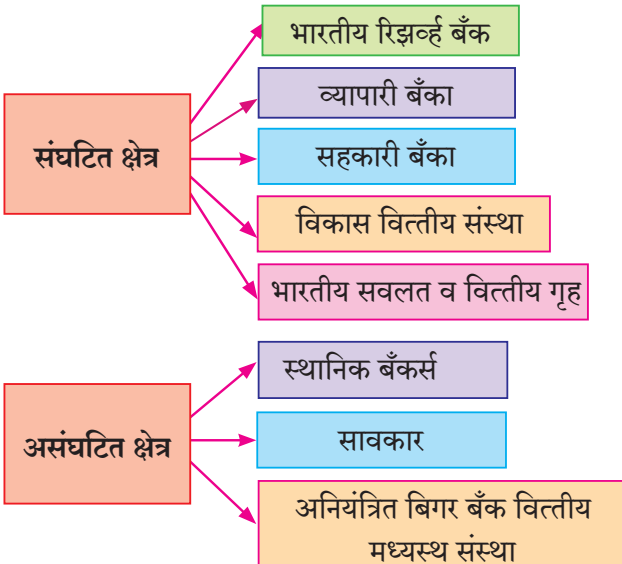 संघटित क्षेत्र
भारतीय रिझर्व्ह बँक
व्यापारी बँका
सहकारी बँका
विकास वित्तीय संस्था
भारतीय सवलत व वित्तीय गृह
असंघटित क्षेत्र
स्थानिक बँकर्स
सावकार
अनियंत्रित बिगर बँक वित्तीय
मध्यस्थ संस्था